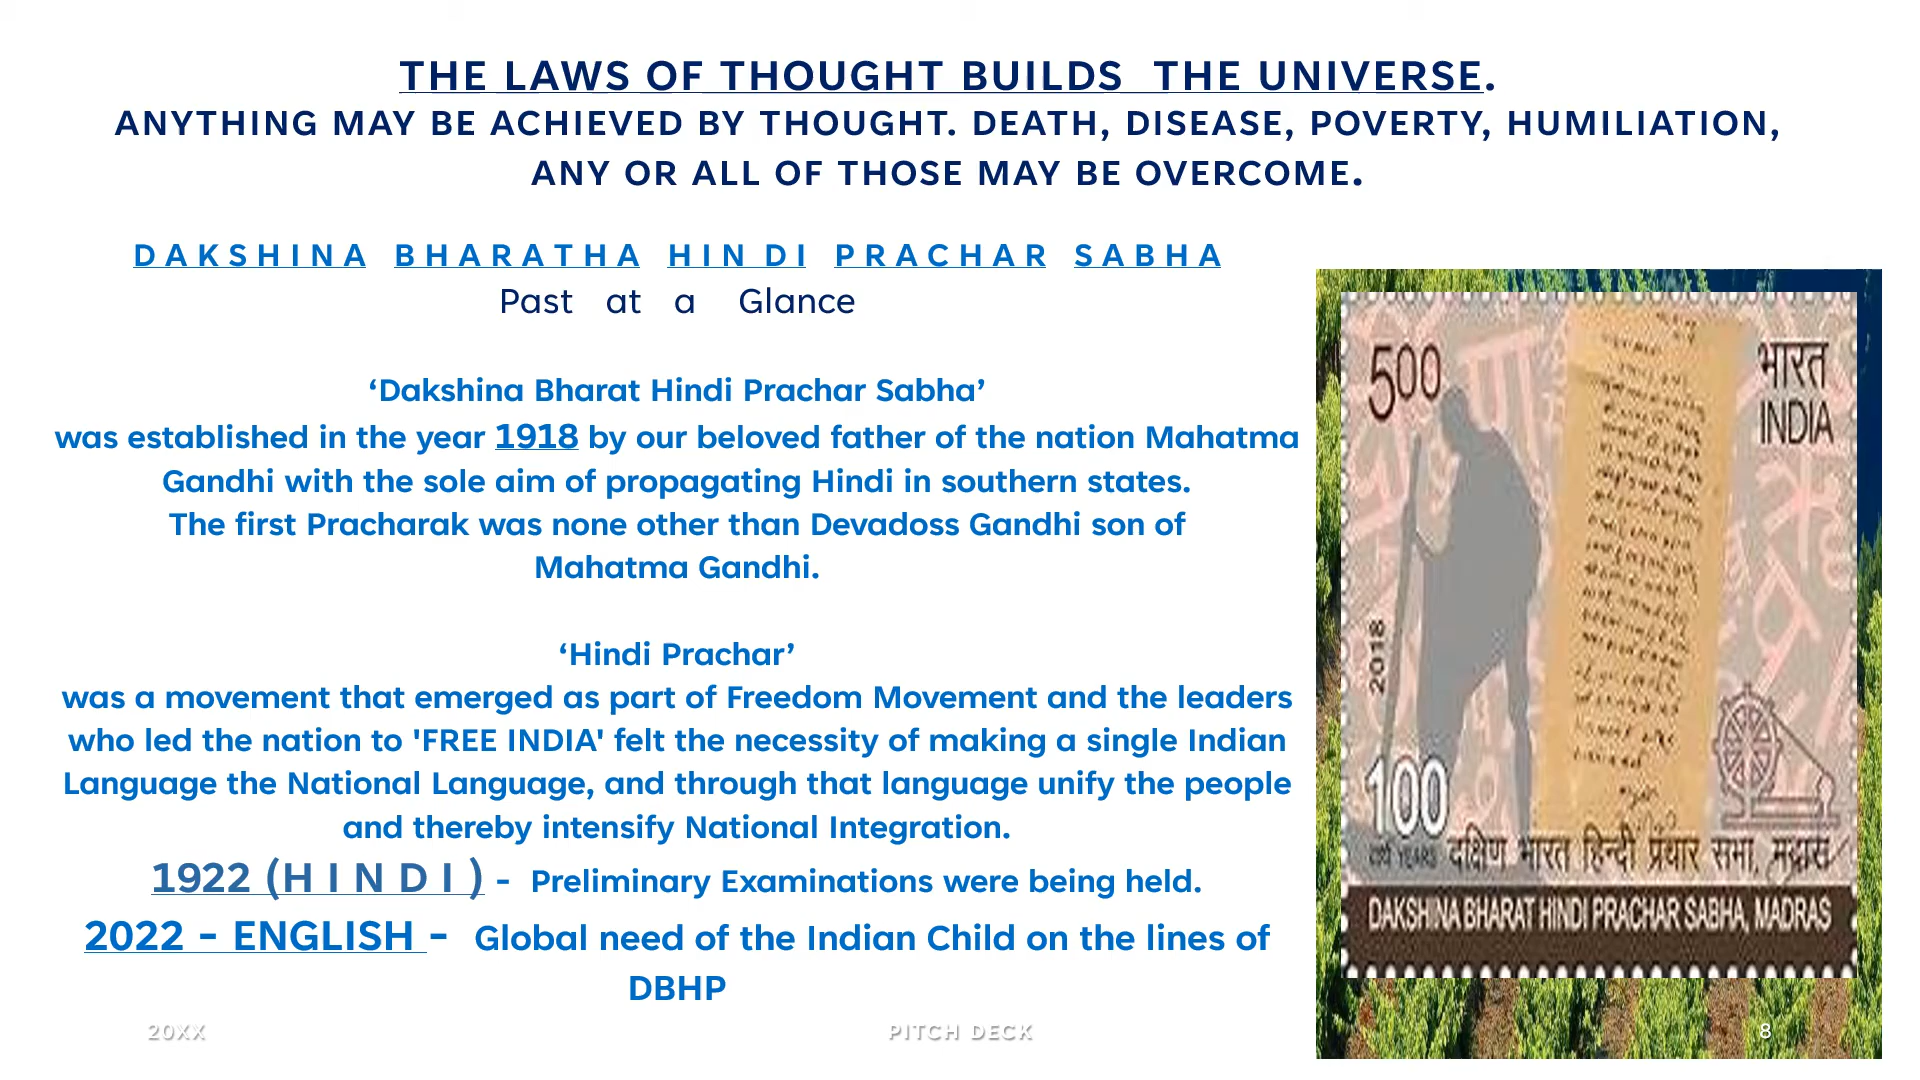 THE LAWS OF THOUGHT BUILDS THE UNIVERSE.
ANYTHING MAY BE ACHIEVED BY THOUGHT. DEATH, DISEASE, POVERTY, HUMILIATION,
ANY OR ALL OF THOSE MAY BE OVERCOME.
DAKSHINA BHARATHA HIN DI PRACHAR SABHA
Past at a Glance
‘Dakshina Bharat Hindi Prachar Sabha’
was established in the year 1918 by our beloved father of the nation Mahatma
Gandhi with the sole aim of propagating Hindi in southern states.
The first Pracharak was none other than Devadoss Gandhi son of
Mahatma Gandhi.
‘Hindi Prachar’
was a movement that emerged as part of Freedom Movement and the leaders
who led the nation to 'FREE INDIA' felt the necessity of making a single Indian
Language the National Language, and through that language unify the people
and thereby intensify National Integration.
1922 (H I N D I ) - Preliminary Examinations were being held.
2022 – ENGLISH – Global need of the Indian Child on the lines of
DBHP
500
भारत
INDIA
2018
100
YEARS
दक्षिण भारत हिन्दी प्रचार सभा, मद्रास
DAKSHINA BHARAT HINDI PRACHAR SABHA, MADRAS
20XX
PITCH DECK
8